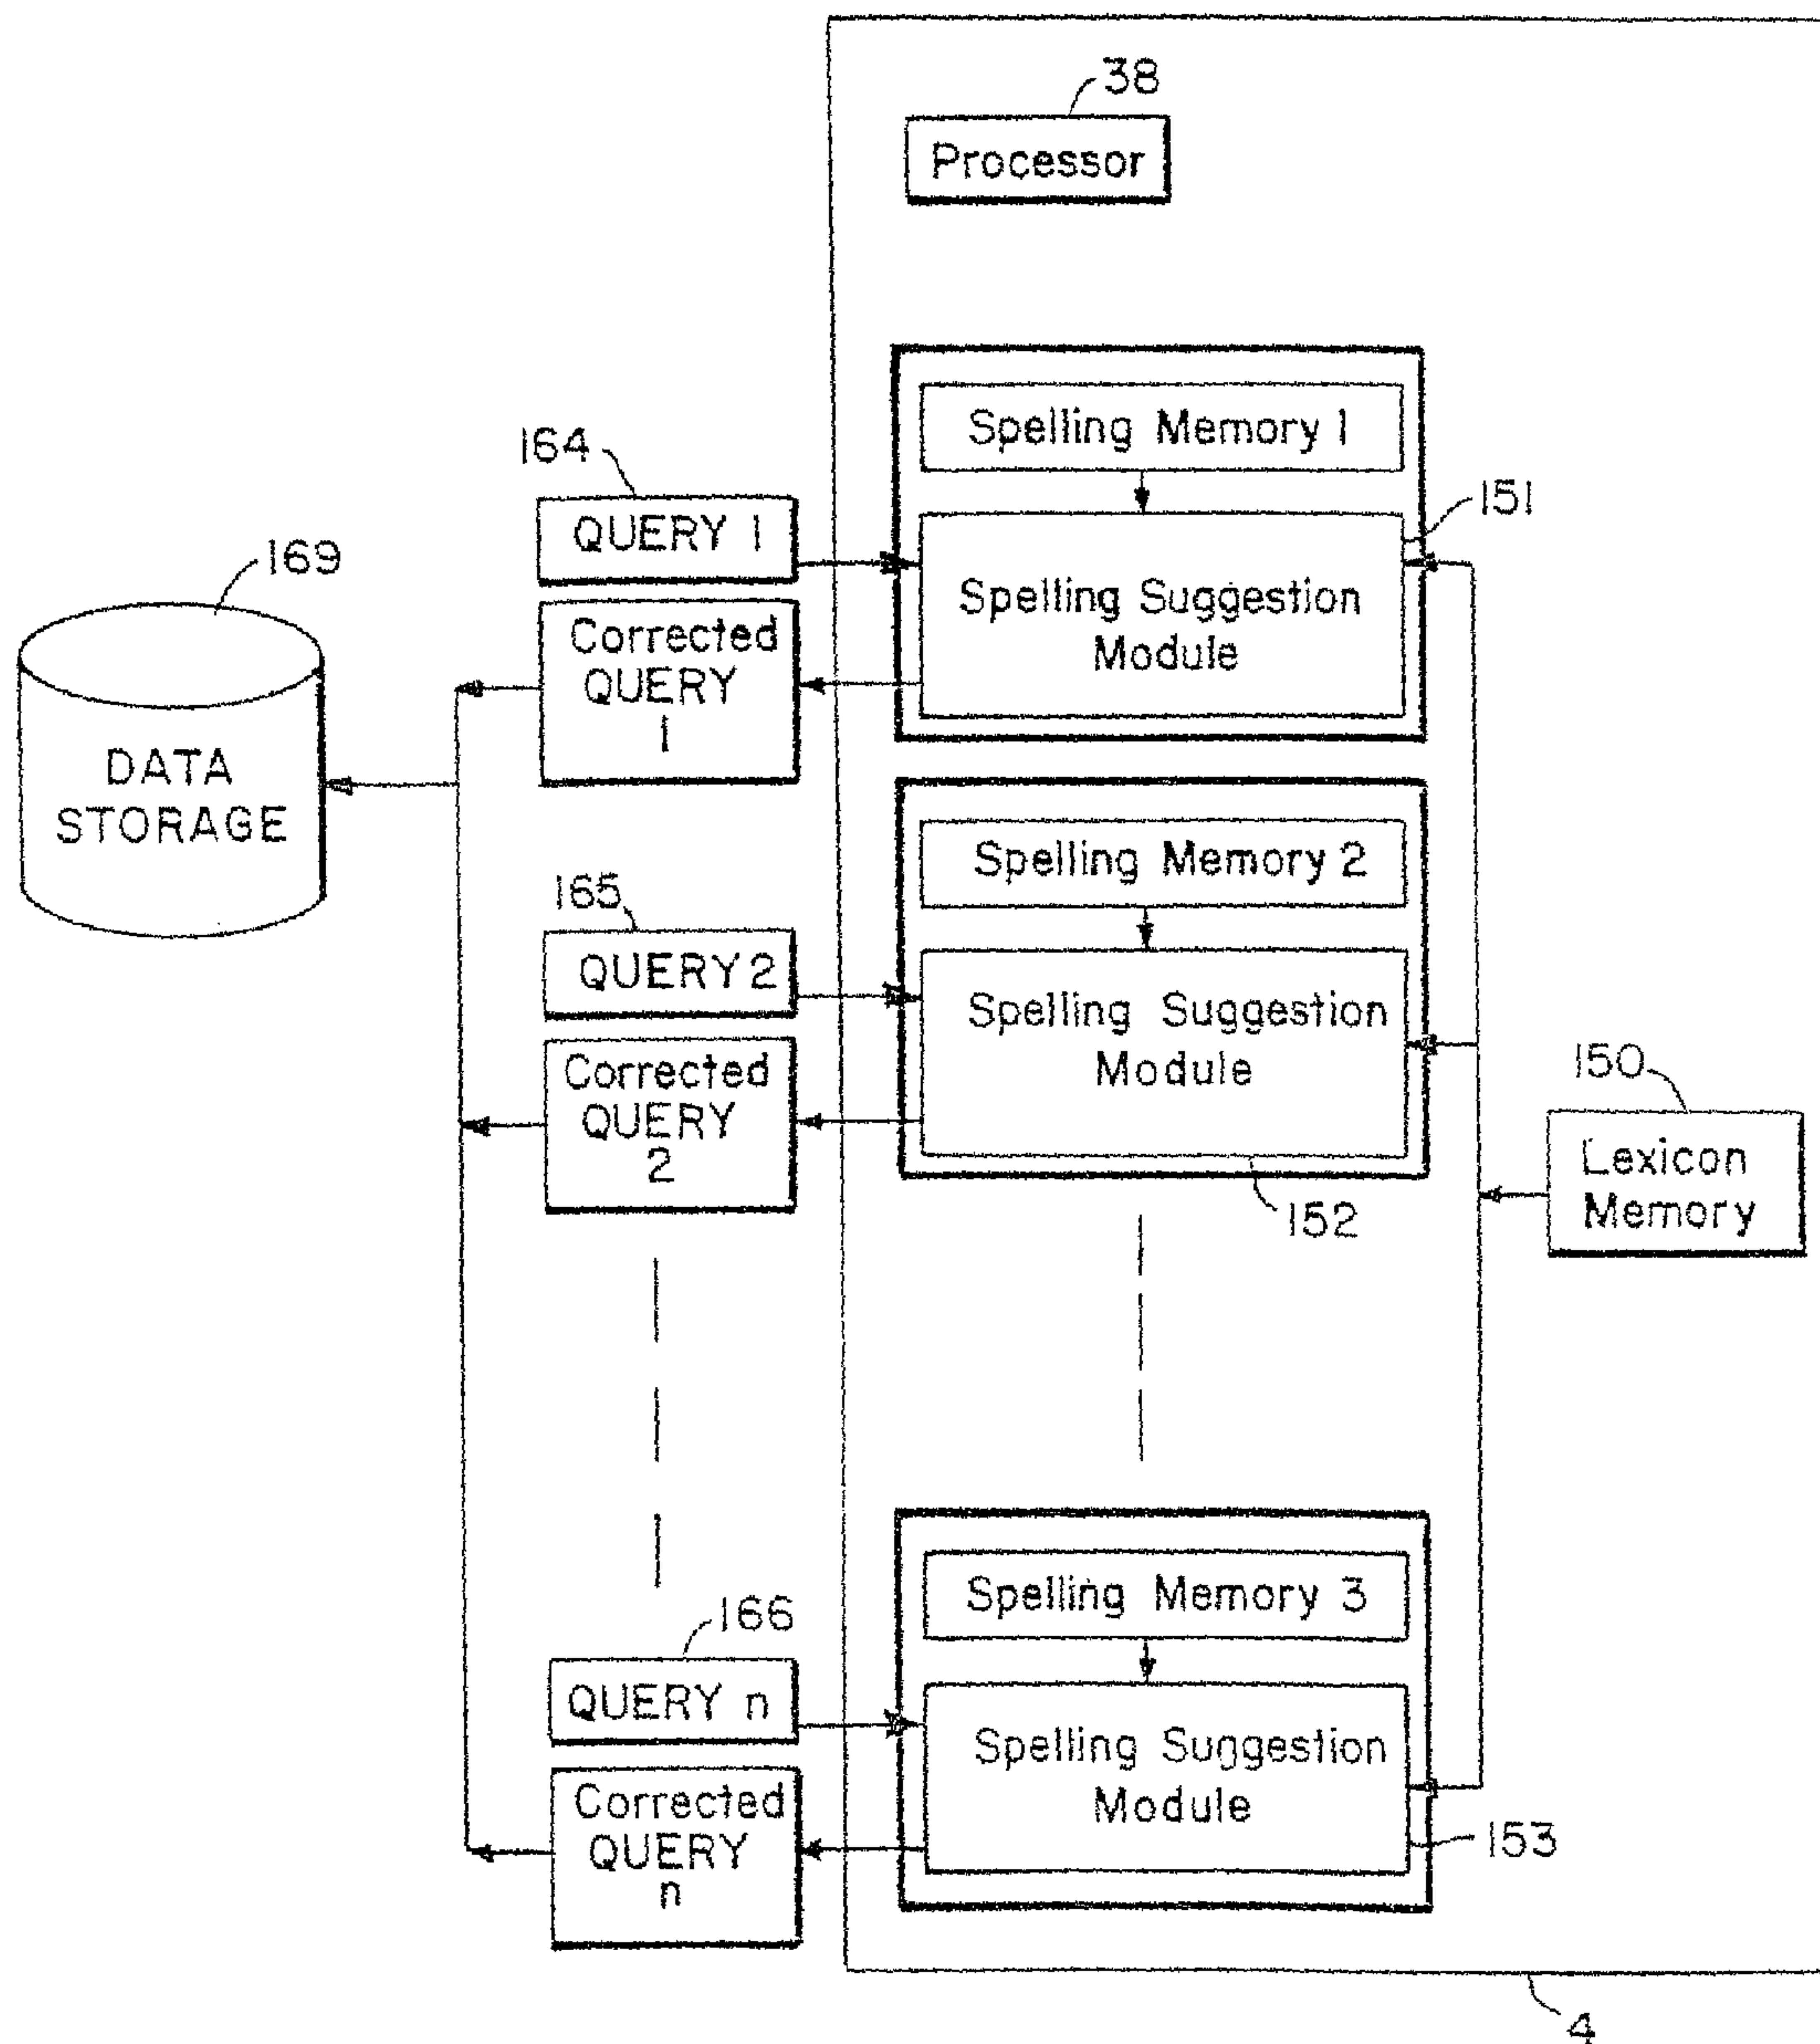 38
Processor
164
QUERY 1
Corrected
QUERY
1
169
DATA
STORAGE
Spelling Memory 1
151
Spelling Suggestion
Module
165
QUERY 2
Corrected
QUERY
2
Spelling Memory 2
Spelling Suggestion
Module
152
150
Lexicon
Memory
166
QUERY n
Corrected
QUERY
n
Spelling Memory 3
Spelling Suggestion
Module
153
4